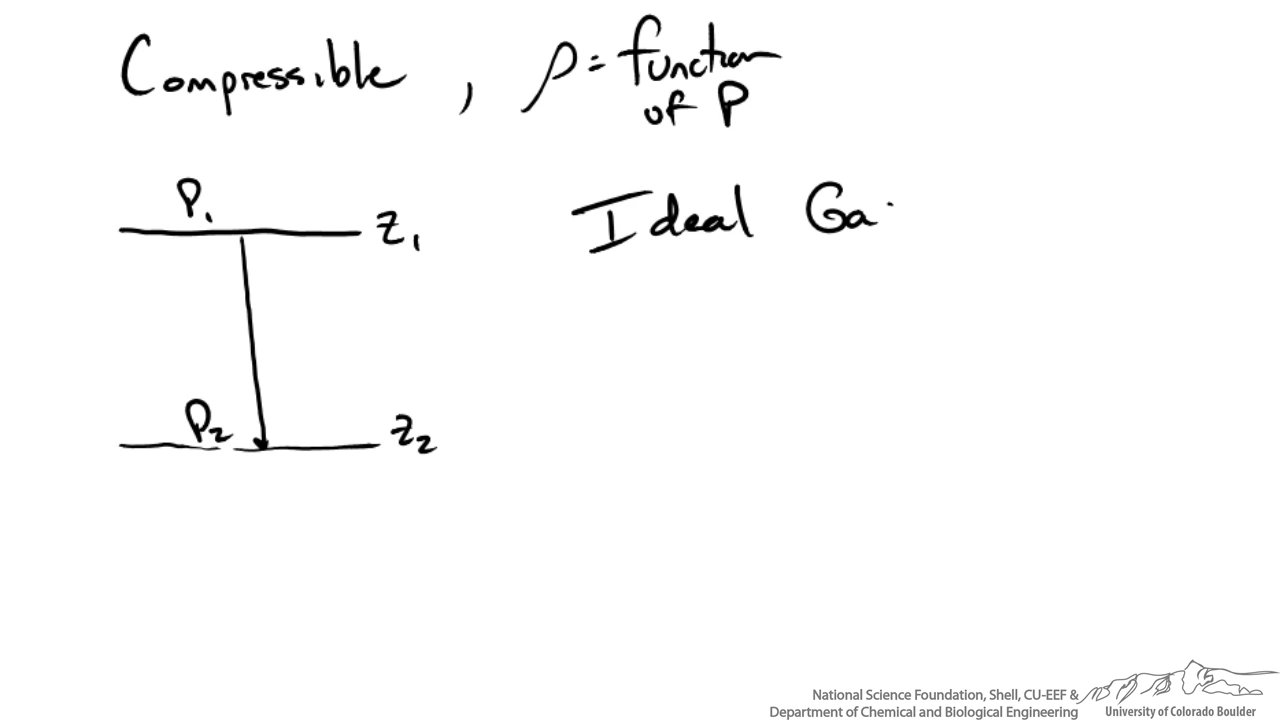 Compressible , ρ = function
of P
P₁
Z₁
Ideal Ga
P₂
Z₂
National Science Foundation, Shell, CU-EEF &
Department of Chemical and Biological Engineering
University of Colorado Boulder